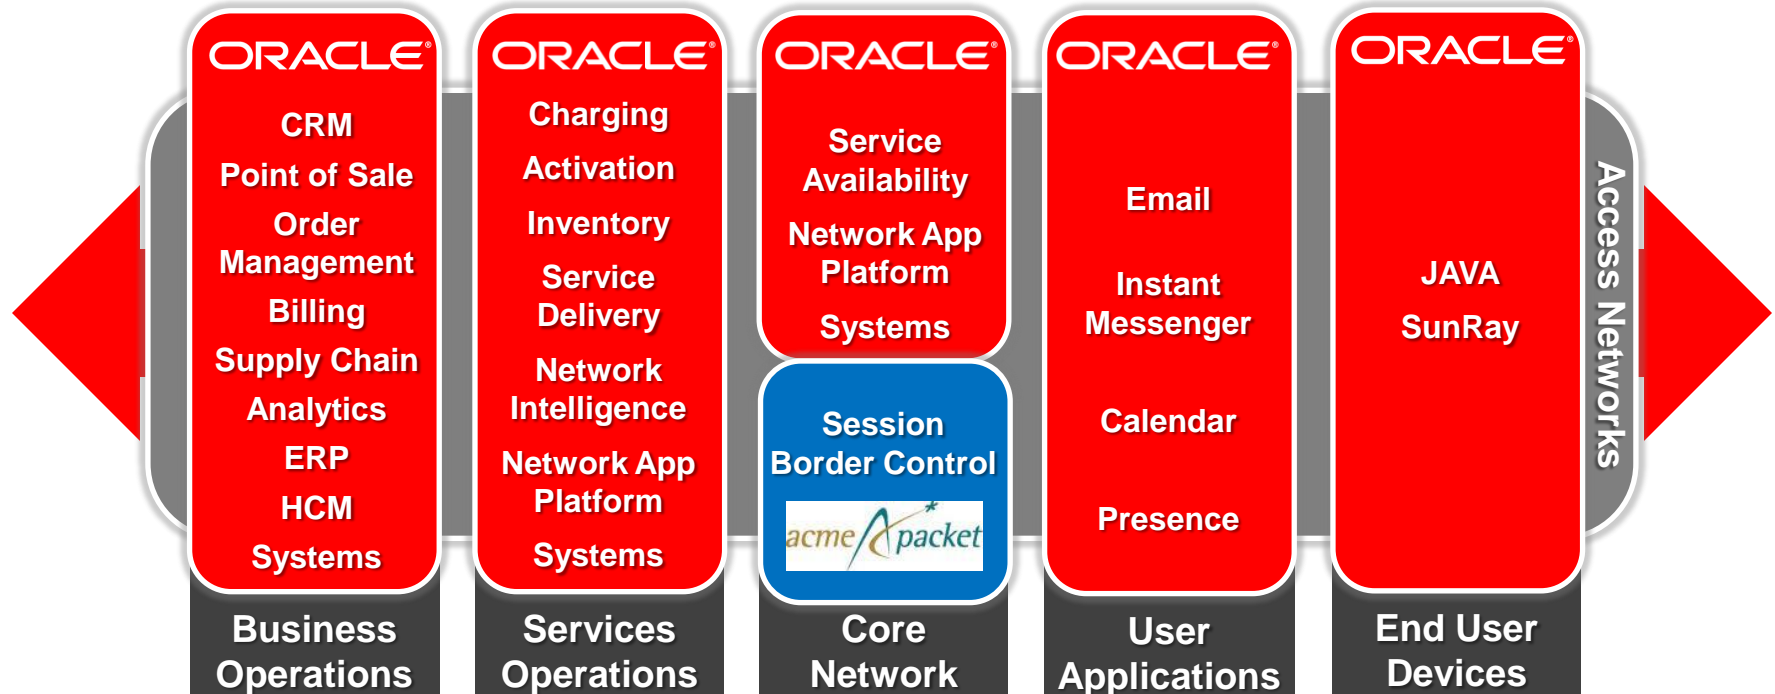 ORACLE®
CRM
Point of Sale
Order
Management
Billing
Supply Chain
Analytics
ERP
HCM
Systems
Business
Operations
ORACLE®
Charging
Activation
Inventory
Service
Delivery
Network
Intelligence
Network App
Platform
Systems
Services
Operations
ORACLE®
Service
Availability
Network App
Platform
Systems
Session
Border Control
acme packet
Core
Network
ORACLE®
Email
Instant
Messenger
Calendar
Presence
User
Applications
ORACLE®
JAVA
SunRay
End User
Devices
Access Networks